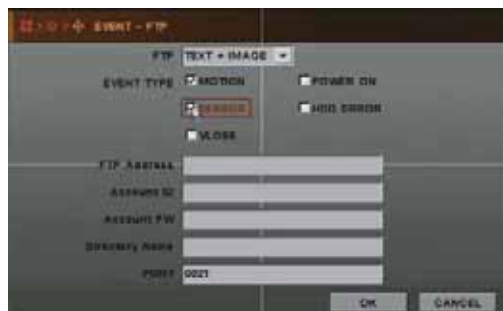 EVENT - FTP
FTP TEXT + IMAGE
EVENT TYPE MOTION POWER ON
SENSOR HDD ERROR
VLOSS
FTP Address
Account ID
Account PW
Directory Name
PORT 0021
OK CANCEL